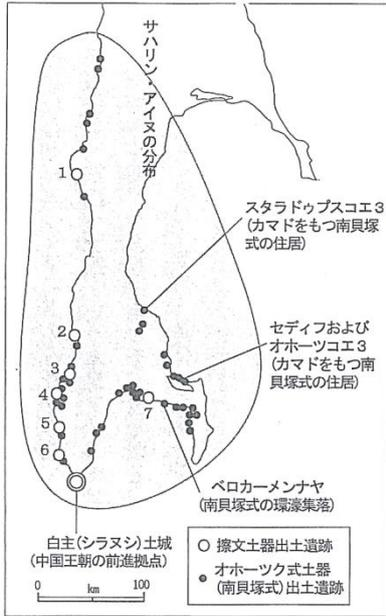 サハリン・アイヌの分布
1
スタラドゥプスコエ3
(カマドをもつ南貝塚
式の住居)
2
セディフおよび
オホーツコエ3
(カマドをもつ南
貝塚式の住居)
3
4
7
5
6
ベロカーメンナヤ
(南貝塚式の環濠集落)
白主(シラヌシ)土城
(中国王朝の前進拠点)
○ 擦文土器出土遺跡
● オホーツク式土器
(南貝塚式)出土遺跡
0 km 100